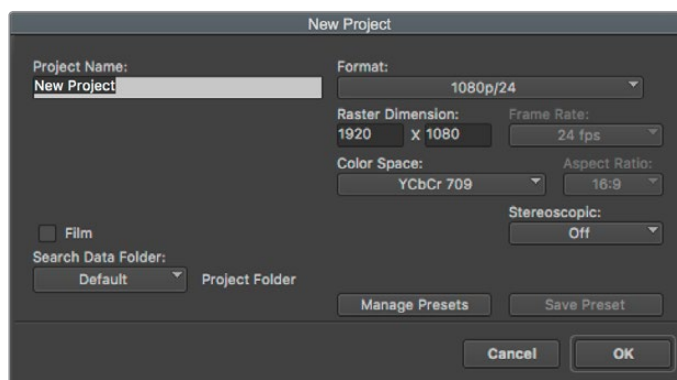 New Project
Project Name:
New Project
Film
Search Data Folder:
Default
Project Folder
Format:
1080p/24
Raster Dimension:
Frame Rate:
1920 x 1080
24 fps
Color Space:
Aspect Ratio:
YCbCr 709
16:9
Stereoscopic:
Off
Manage Presets
Save Preset
Cancel
OK